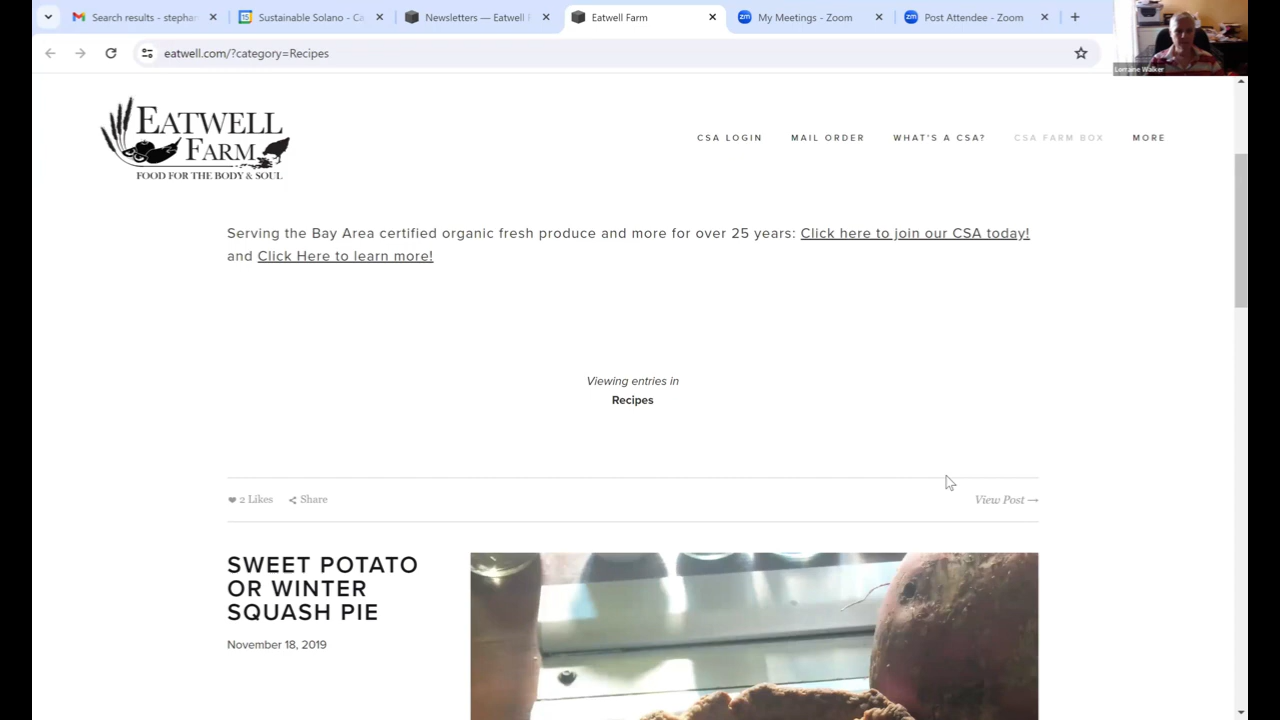 Search results - stephar
Sustainable Solano - Ca
Newsletters — Eatwell
Eatwell Farm
My Meetings - Zoom
Post Attendee - Zoom
eatwell.com/?category=Recipes
Lorraine Walker
EATWELL
FARM
FOOD FOR THE BODY & SOUL
CSA LOGIN
MAIL ORDER
WHAT'S A CSA?
CSA FARM BOX
MORE
Serving the Bay Area certified organic fresh produce and more for over 25 years: Click here to join our CSA today!
and Click Here to learn more!
Viewing entries in
Recipes
2 Likes
Share
View Post →
SWEET POTATO
OR WINTER
SQUASH PIE
November 18, 2019